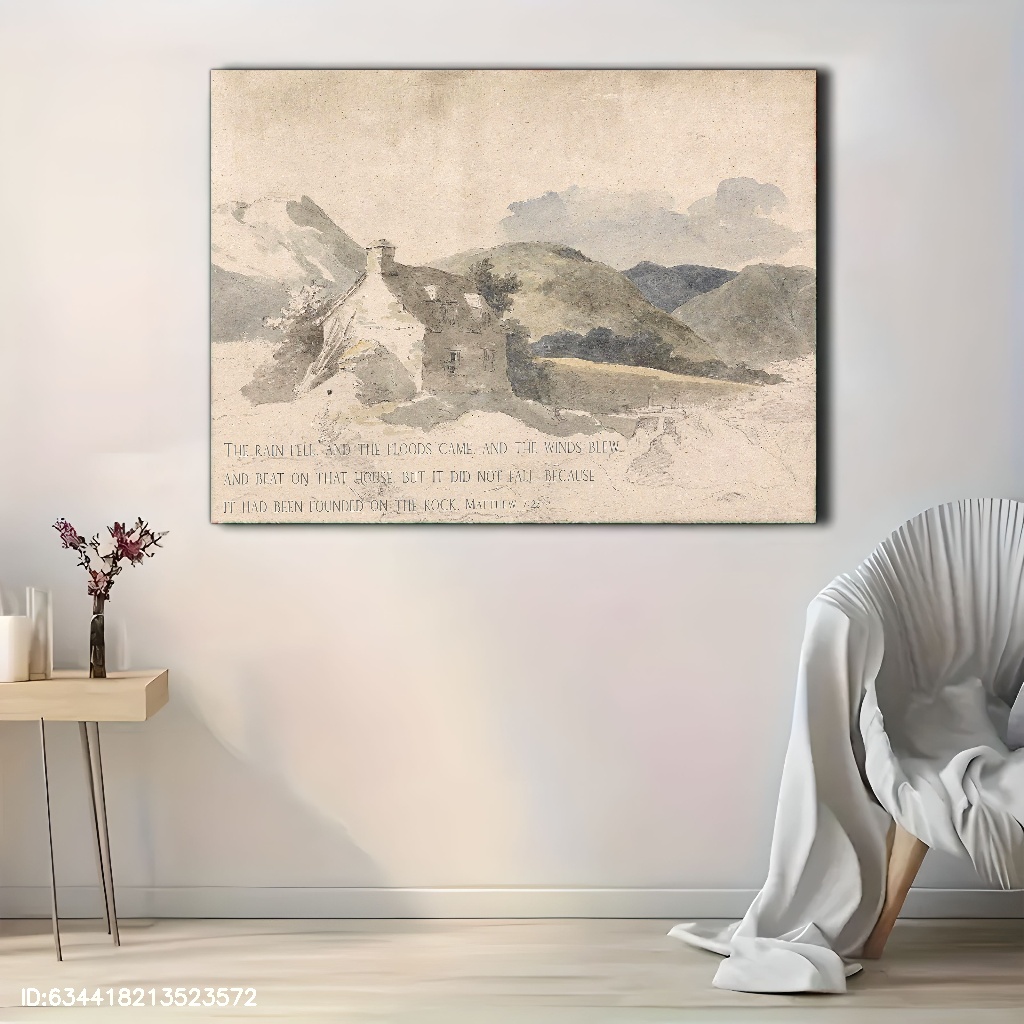 THE RAIN FELL, AND THE FLOODS CAME, AND THE WINDS BLEW
AND BEAT ON THAT HOUSE, BUT IT DID NOT FALL, BECAUSE
IT HAD BEEN FOUNDED ON THE ROCK. MATTHEW
ID:634418213523572